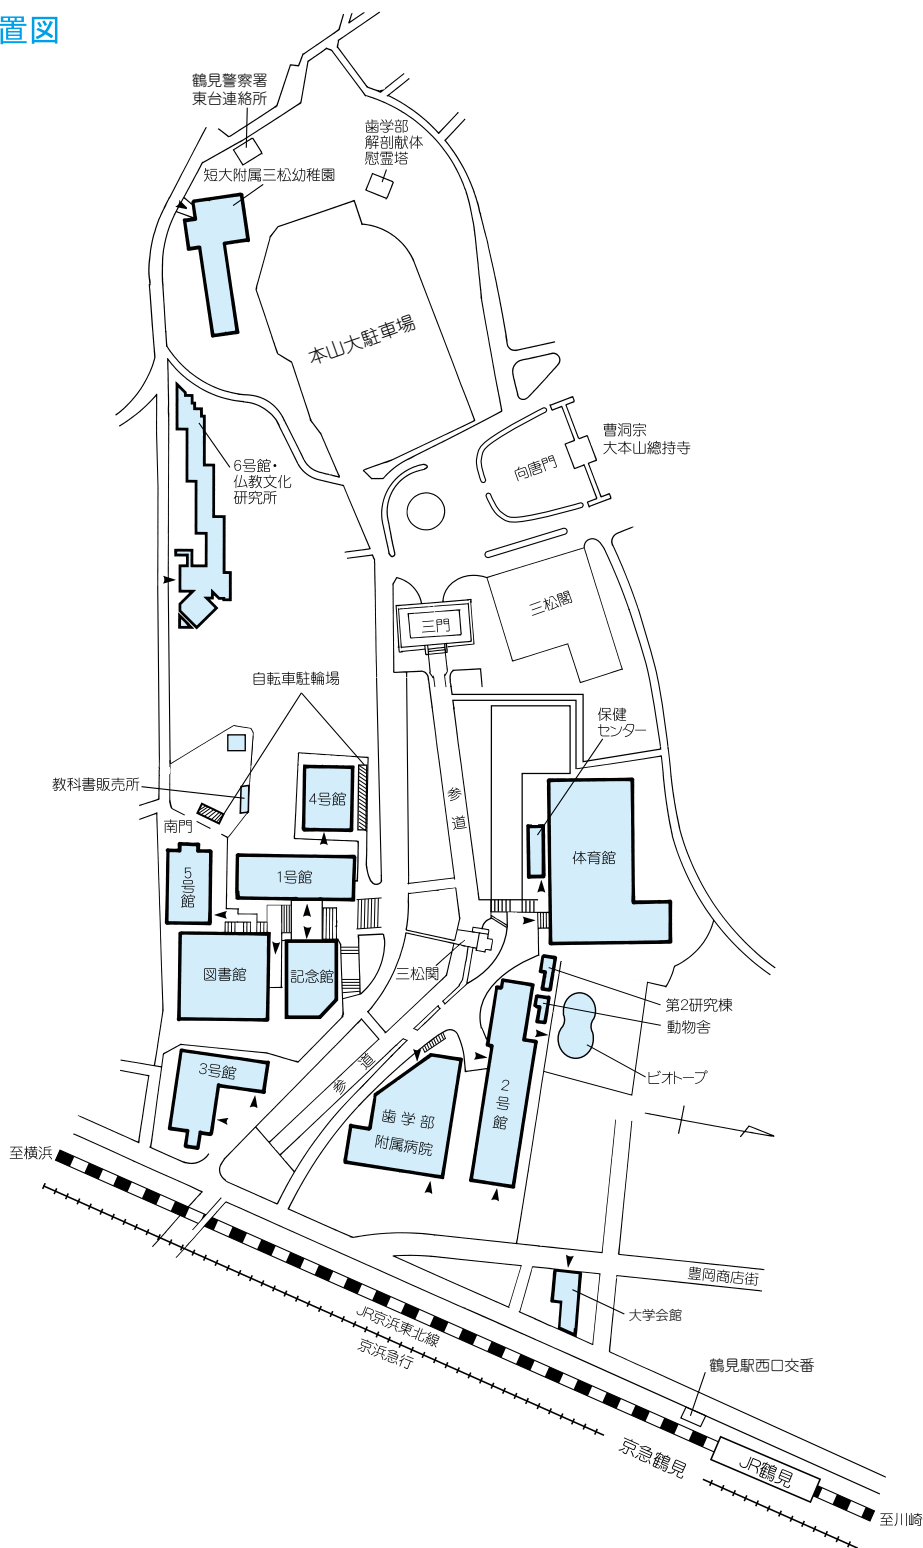 置図
鶴見警察署
東台連絡所
歯学部
解剖献体
慰霊塔
短大附属三松幼稚園
本山大駐車場
曹洞宗
大本山總持寺
向唐門
6号館・
仏教文化
研究所
三松閣
三門
自転車駐輪場
保健
センター
教科書販売所
4号館
参道
南門
体育館
5号館
1号館
図書館
記念館
三松関
第2研究棟
動物舎
ビオトープ
3号館
参道
2号館
歯学部
附属病院
至横浜
豊岡商店街
大学会館
JR京浜東北線
京浜急行
鶴見駅西口交番
京急鶴見
JR鶴見
至川崎